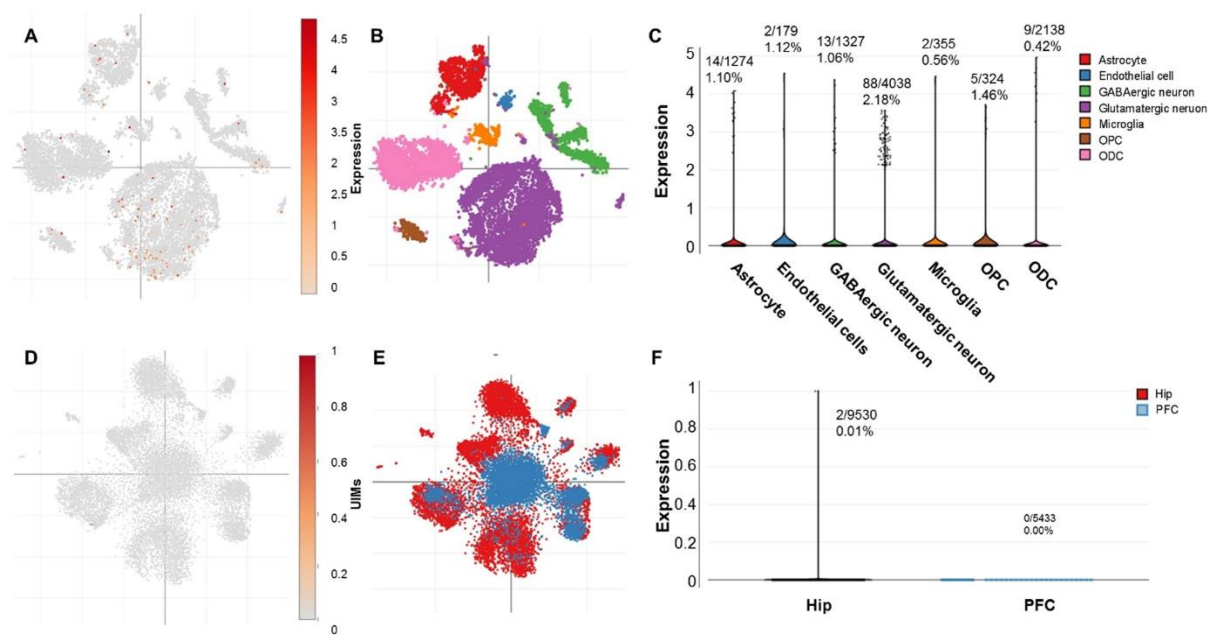 A
4.5
4
3.5
3
2.5
2
1.5
1
0.5
0
Expression
B
C
Expression
5
4
3
2
1
0
14/1274
1.10%
2/179
1.12%
13/1327
1.06%
88/4038
2.18%
2/355
0.56%
5/324
1.46%
9/2138
0.42%
Astrocyte
Endothelial cells
GABAergic neuron
Glutamatergic neuron
Microglia
OPC
ODC
Astrocyte
Endothelial cell
GABAergic neuron
Glutamatergic neruon
Microglia
OPC
ODC
D
1
0.8
0.6
0.4
0.2
0
UIMs
E
F
Expression
1
0.8
0.6
0.4
0.2
0
2/9530
0.01%
0/5433
0.00%
Hip
PFC
Hip
PFC